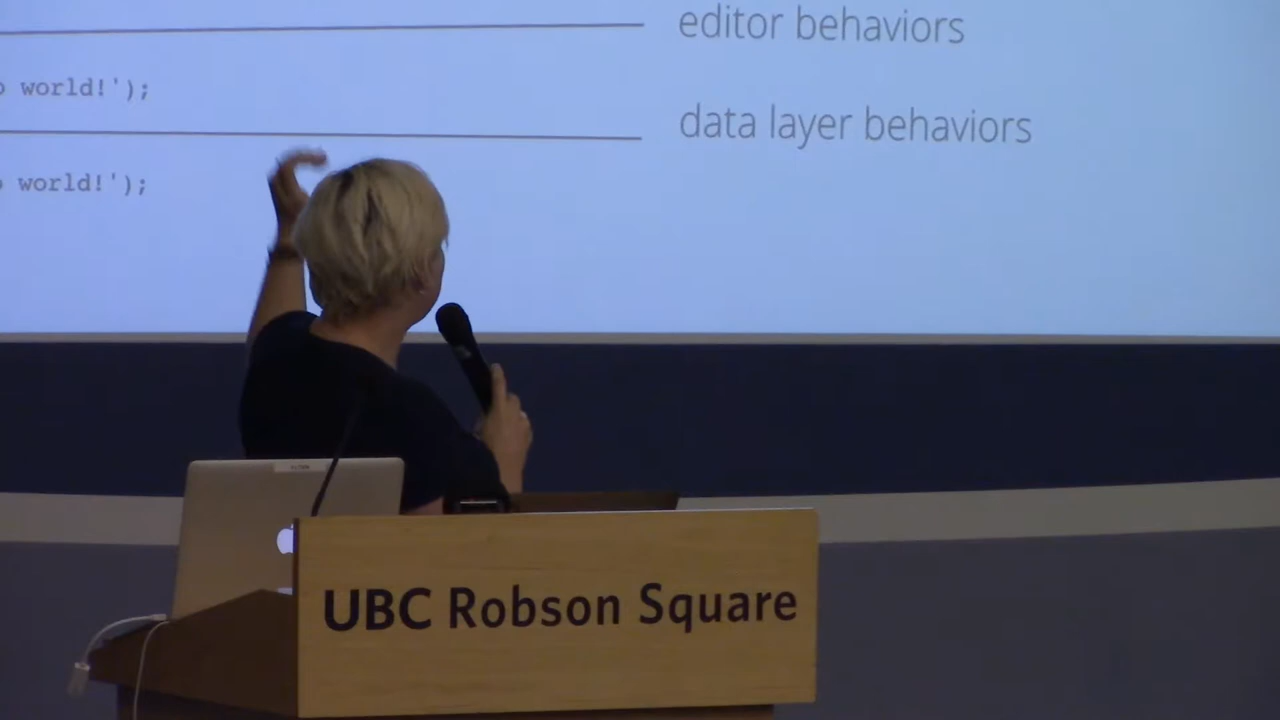 editor behaviors
world!');
data layer behaviors
world!');
UBC Robson Square